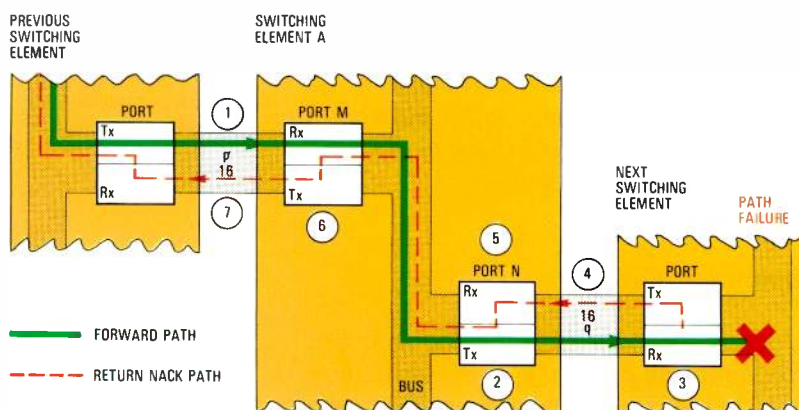 PREVIOUS
SWITCHING
ELEMENT
SWITCHING
ELEMENT A
PORT
1
PORT M
Tx
Rx
p
16
Rx
Tx
7
6
NEXT
SWITCHING
ELEMENT
PATH
FAILURE
5
4
PORT N
PORT
Rx
Tx
16
q
Tx
Rx
FORWARD PATH
RETURN NACK PATH
BUS
2
3